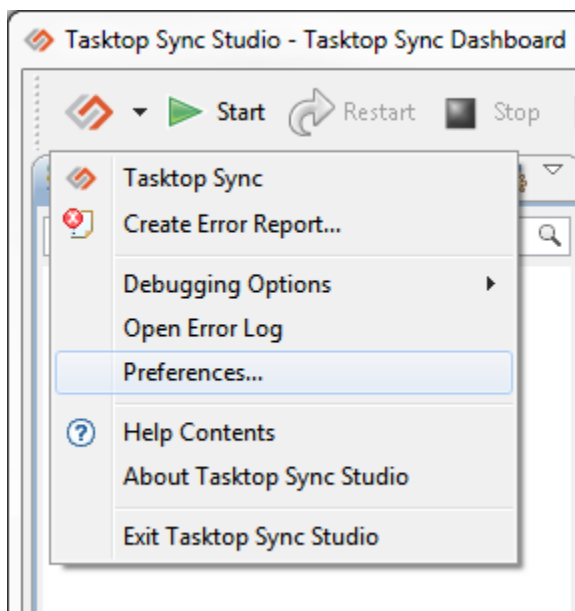 Tasktop Sync Studio - Tasktop Sync Dashboard
Start Restart Stop
Tasktop Sync
Create Error Report...
Debugging Options
Open Error Log
Preferences...
Help Contents
About Tasktop Sync Studio
Exit Tasktop Sync Studio